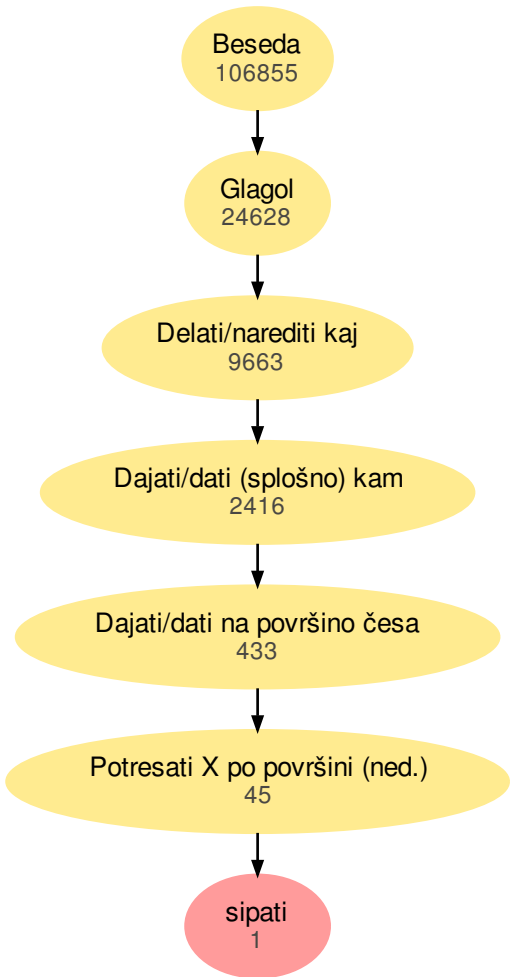 Beseda
106855
Glagol
24628
Delati/narediti kaj
9663
Dajati/dati (splošno) kam
2416
Dajati/dati na površino česa
433
Potresati X po površini (ned.)
45
sipati
1